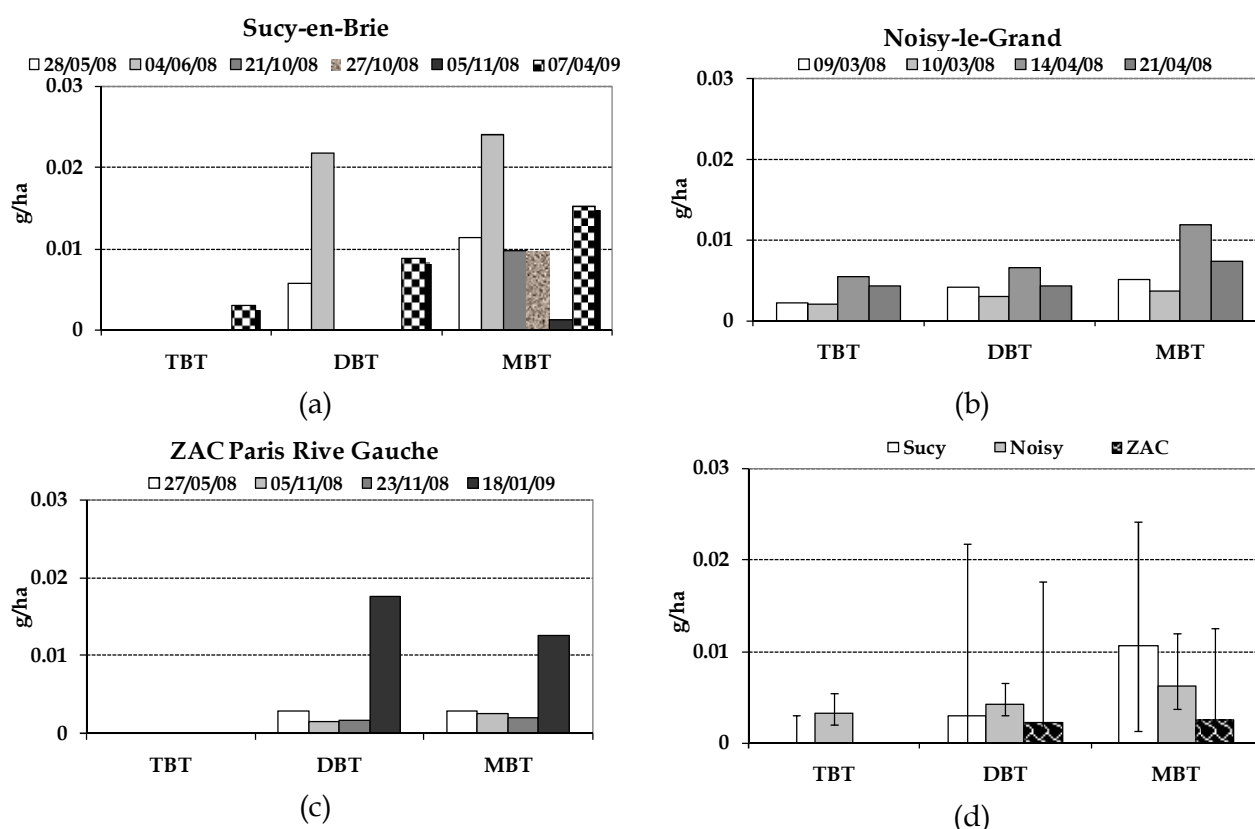 Sucy-en-Brie
28/05/08 04/06/08 21/10/08 27/10/08 05/11/08 07/04/09
0.03
0.02
0.01
0
g/ha
TBT DBT MBT
(a)
Noisy-le-Grand
09/03/08 10/03/08 14/04/08 21/04/08
0.03
0.02
0.01
0
g/ha
TBT DBT MBT
(b)
ZAC Paris Rive Gauche
27/05/08 05/11/08 23/11/08 18/01/09
0.03
0.02
0.01
0
g/ha
TBT DBT MBT
(c)
Sucy Noisy ZAC
0.03
0.02
0.01
0
g/ha
TBT DBT MBT
(d)